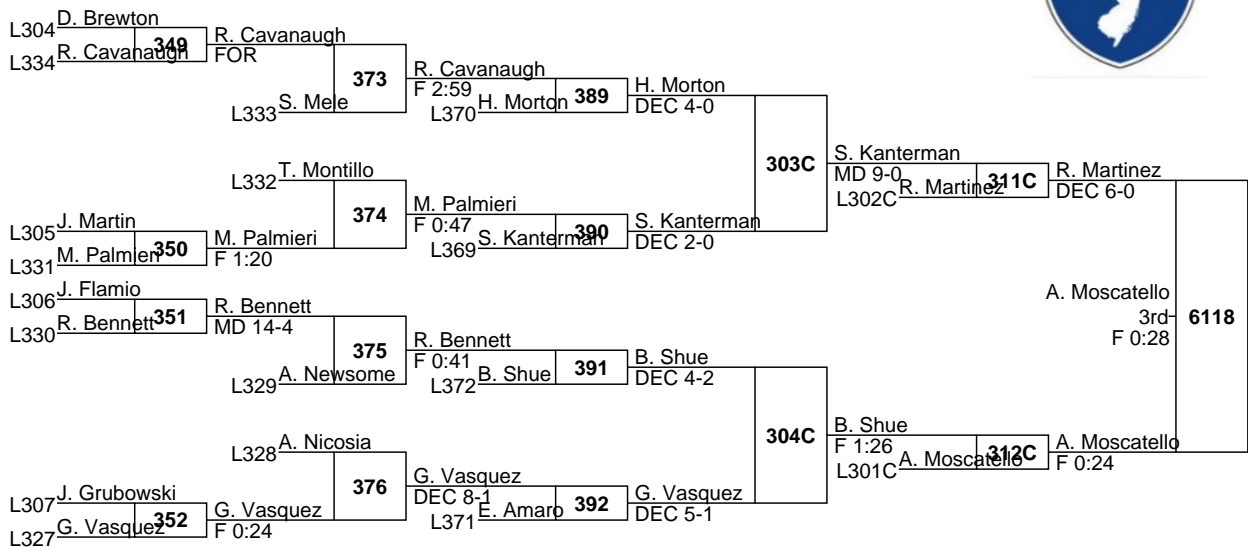 L304 D. Brewton
349
L334 R. Cavanaugh
R. Cavanaugh
FOR
373
L333 S. Mele
R. Cavanaugh
F 2:59
389
L370 H. Morton
H. Morton
DEC 4-0
303C
L332 T. Montillo
374
L305 J. Martin
350
L331 M. Palmieri
M. Palmieri
F 1:20
M. Palmieri
F 0:47
390
L369 S. Kanterman
S. Kanterman
DEC 2-0
S. Kanterman
MD 9-0
311C
L302C R. Martinez
R. Martinez
DEC 6-0
L306 J. Flamio
351
L330 R. Bennett
R. Bennett
MD 14-4
375
L329 A. Newsome
R. Bennett
F 0:41
391
L372 B. Shue
B. Shue
DEC 4-2
304C
L328 A. Nicosia
376
L307 J. Grubowski
352
L327 G. Vasquez
G. Vasquez
F 0:24
G. Vasquez
DEC 8-1
392
L371 E. Amaro
G. Vasquez
DEC 5-1
B. Shue
F 1:26
312C
L301C A. Moscatello
A. Moscatello
F 0:24
A. Moscatello
3rd
F 0:28
6118